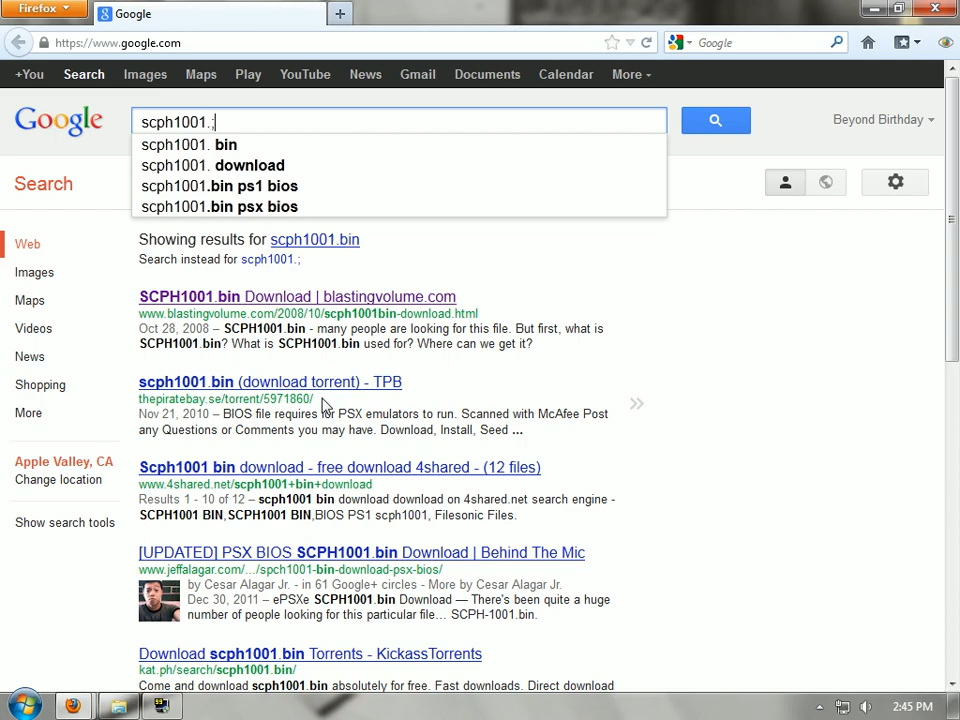 Firefox
Google
https://www.google.com
Google
+You Search Images Maps Play YouTube News Gmail Documents Calendar More
Google
scph1001.;
Beyond Birthday
scph1001. bin
scph1001. download
scph1001.bin ps1 bios
scph1001.bin psx bios
Search
Web
Images
Maps
Videos
News
Shopping
More
Apple Valley, CA
Change location
Show search tools
Showing results for scph1001.bin
Search instead for scph1001.;
SCPH1001.bin Download | blastingvolume.com
www.blastingvolume.com/2008/10/scph1001bin-download.html
Oct 28, 2008 – SCPH1001.bin - many people are looking for this file. But first, what is
SCPH1001.bin? What is SCPH1001.bin used for? Where can we get it?
scph1001.bin (download torrent) - TPB
thepiratebay.se/torrent/5971860/
Nov 21, 2010 – BIOS file requires for PSX emulators to run. Scanned with McAfee Post
any Questions or Comments you may have. Download, Install, Seed ...
Scph1001 bin download - free download 4shared - (12 files)
www.4shared.net/scph1001+bin+download
Results 1 - 10 of 12 – scph1001 bin download download on 4shared.net search engine -
SCPH1001 BIN,SCPH1001 BIN,BIOS PS1 scph1001, Filesonic Files.
[UPDATED] PSX BIOS SCPH1001.bin Download | Behind The Mic
www.jeffalagar.com/.../spch1001-bin-download-psx-bios/
by Cesar Alagar Jr. - in 61 Google+ circles - More by Cesar Alagar Jr.
Dec 30, 2011 – ePSXe SCPH1001.bin Download — There's been quite a huge
number of people looking for this particular file… SCPH-1001.bin.
Download scph1001.bin Torrents - KickassTorrents
kat.ph/search/scph1001.bin/
Come and download scph1001.bin absolutely for free. Fast downloads. Direct download
2:45 PM